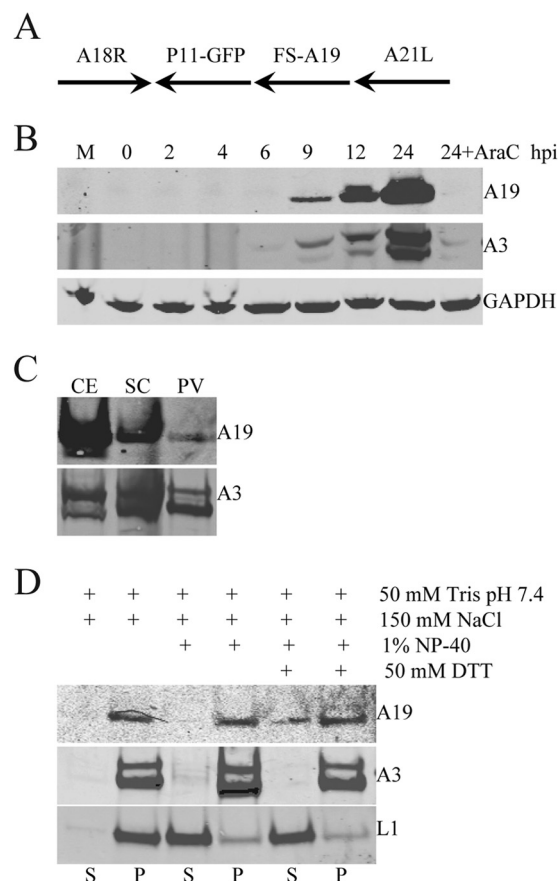 A
A18R P11-GFP FS-A19 A21L
B
M 0 2 4 6 9 12 24 24+AraC hpi
A19
A3
GAPDH
C
CE SC PV
A19
A3
D
+ + + + + + 50 mM Tris pH 7.4
+ + + + + + 150 mM NaCl
+ + + + 1% NP-40
+ + 50 mM DTT
A19
A3
L1
S P S P S P